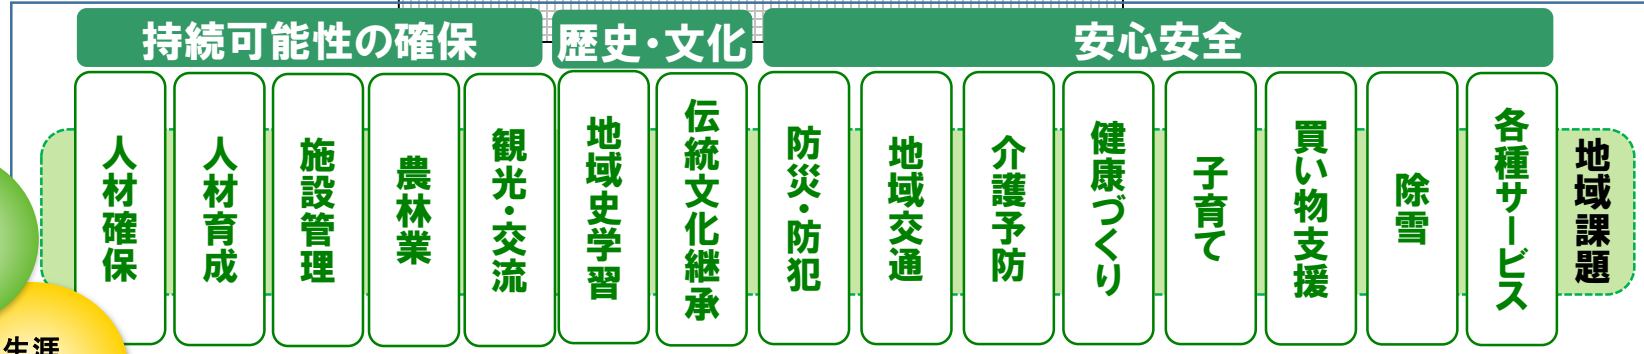 持続可能性の確保
歴史・文化
安心安全
人材確保
人材育成
施設管理
農林業
観光・交流
地域史学習
伝統文化継承
防災・防犯
地域交通
介護予防
健康づくり
子育て
買い物支援
除雪
各種サービス
地域課題
生涯